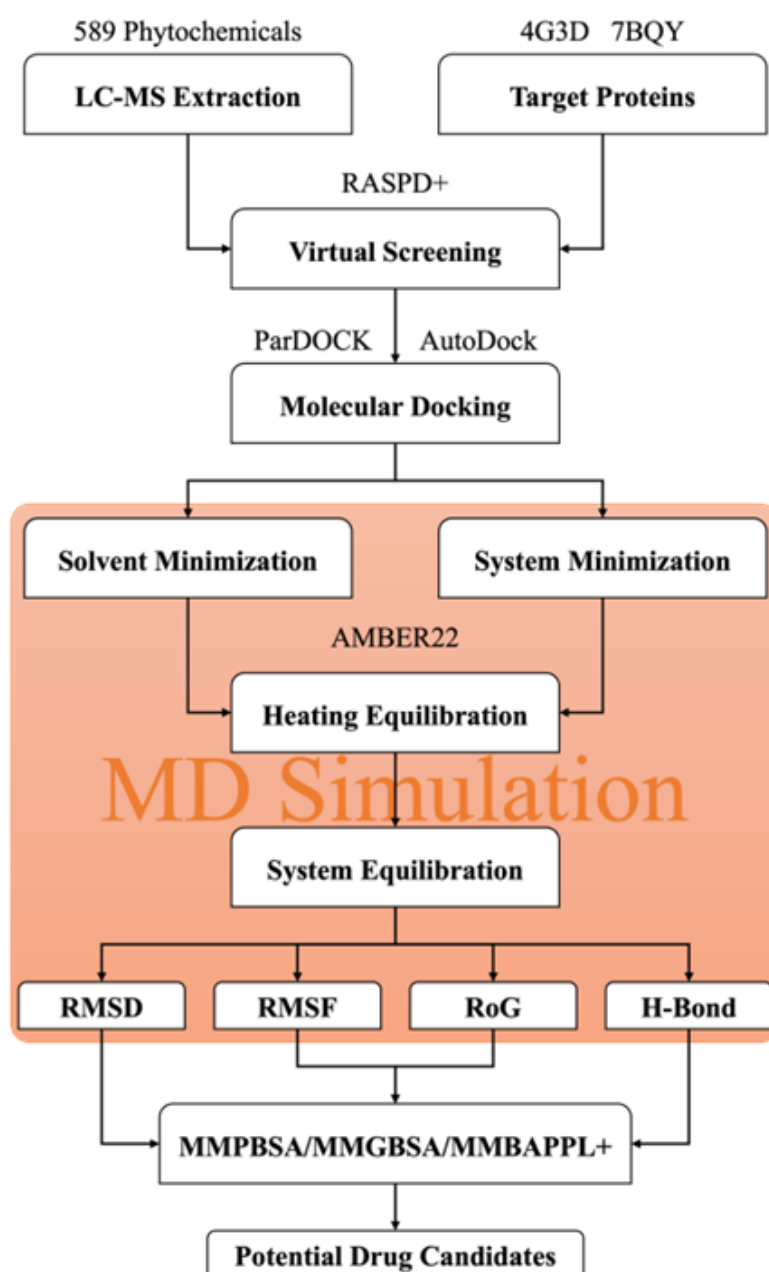 589 Phytochemicals
4G3D 7BQY
LC-MS Extraction
Target Proteins
RASPD+
Virtual Screening
ParDOCK
AutoDock
Molecular Docking
Solvent Minimization
System Minimization
AMBER22
Heating Equilibration
MD Simulation
System Equilibration
RMSD
RMSF
RoG
H-Bond
MMPBSA/MMGBSA/MMBAPPL+
Potential Drug Candidates